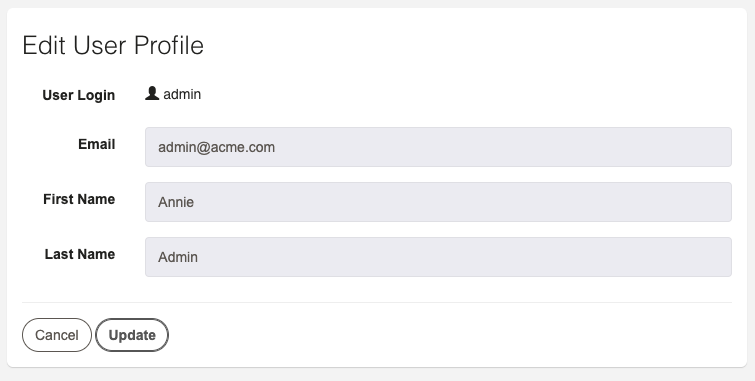 Edit User Profile
User Login admin
Email admin@acme.com
First Name Annie
Last Name Admin
Cancel Update